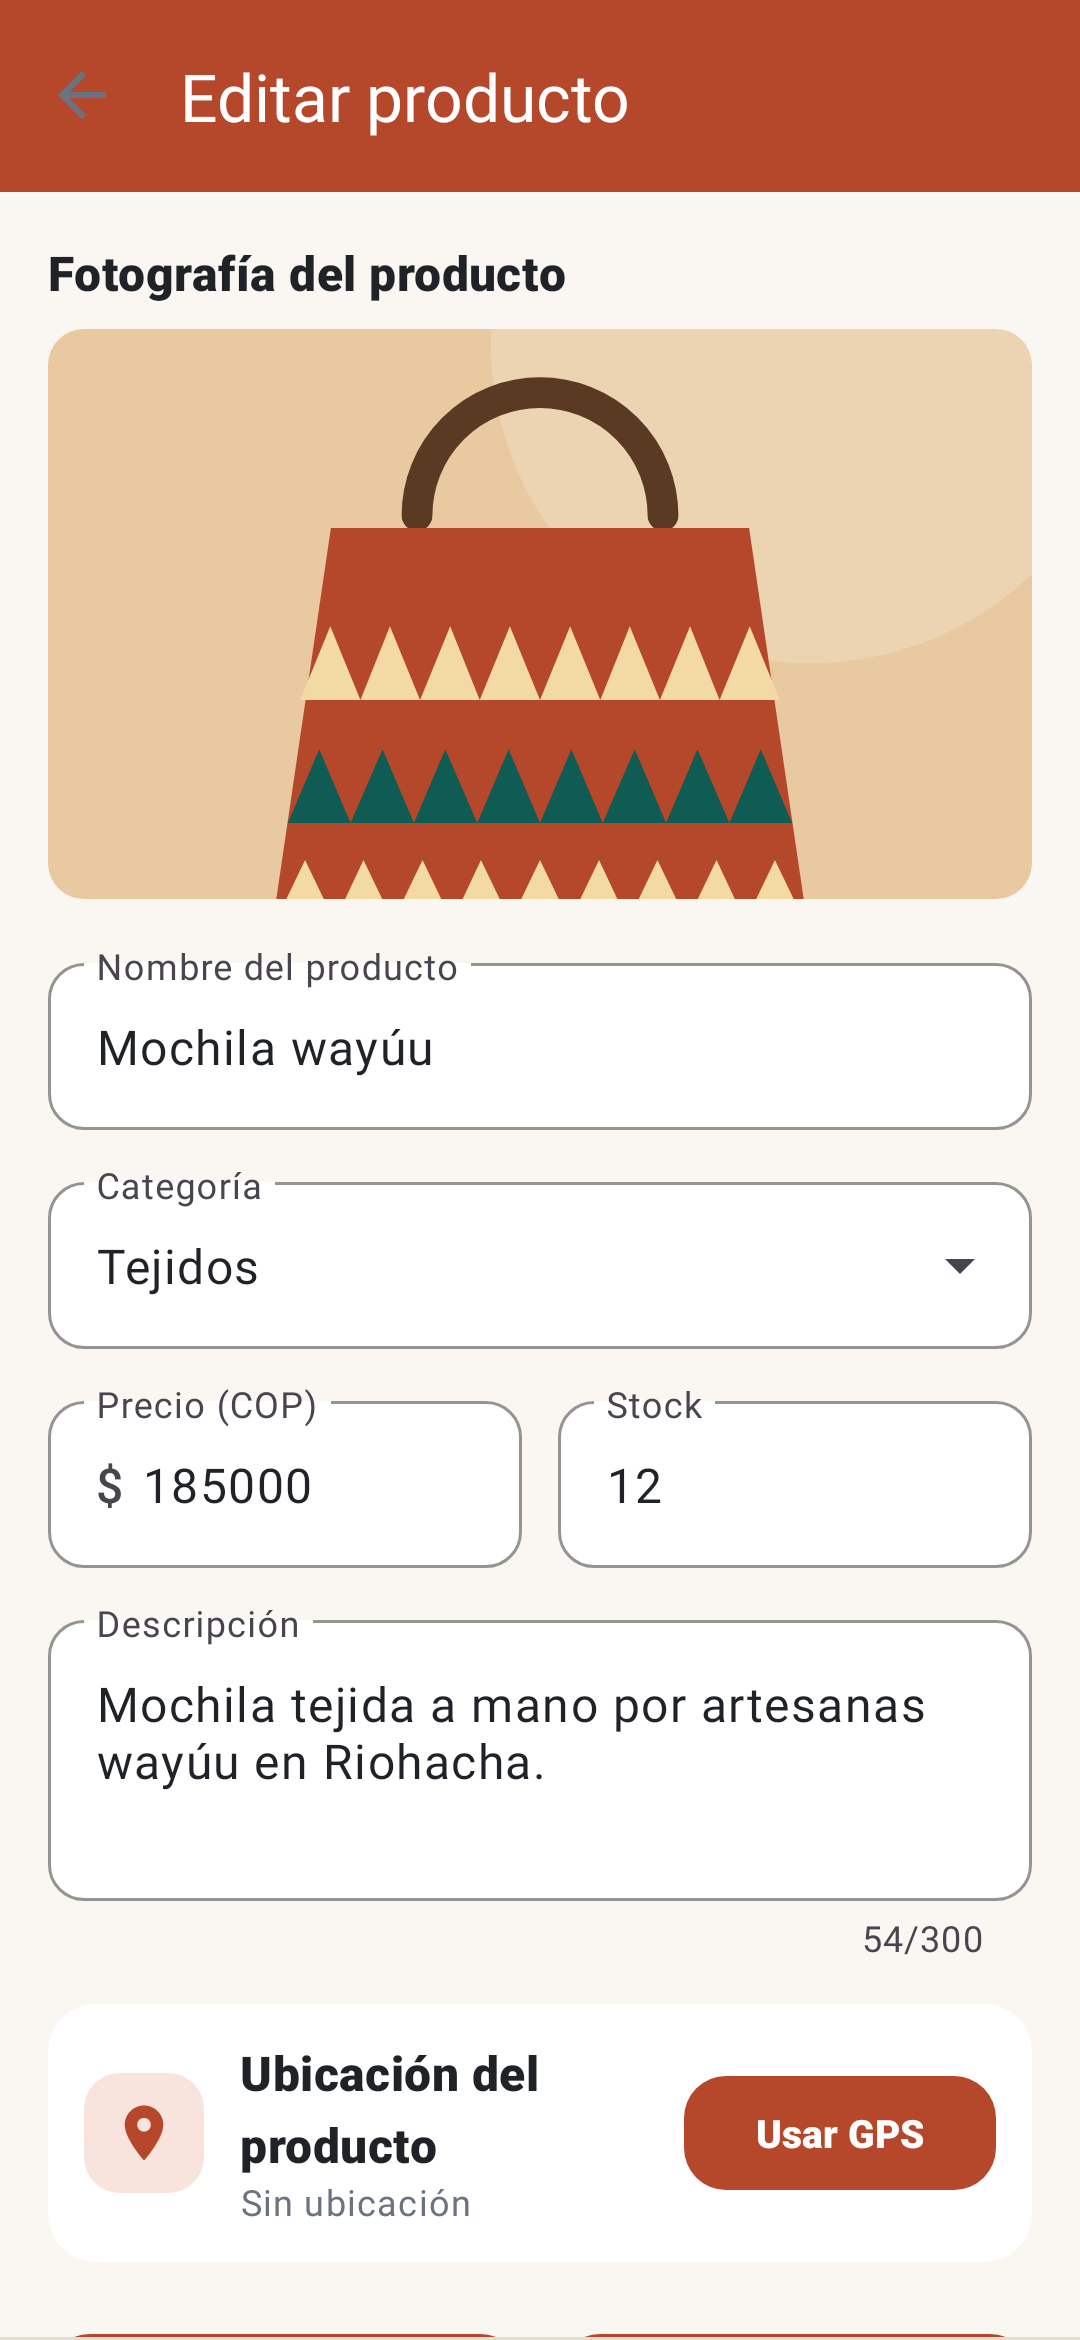 Editar producto
Fotografía del producto
Nombre del producto
Mochila wayúu
Categoría
Tejidos
Precio (COP)
$ 185000
Stock
12
Descripción
Mochila tejida a mano por artesanas
wayúu en Riohacha.
54/300
Ubicación del
producto
Sin ubicación
Usar GPS